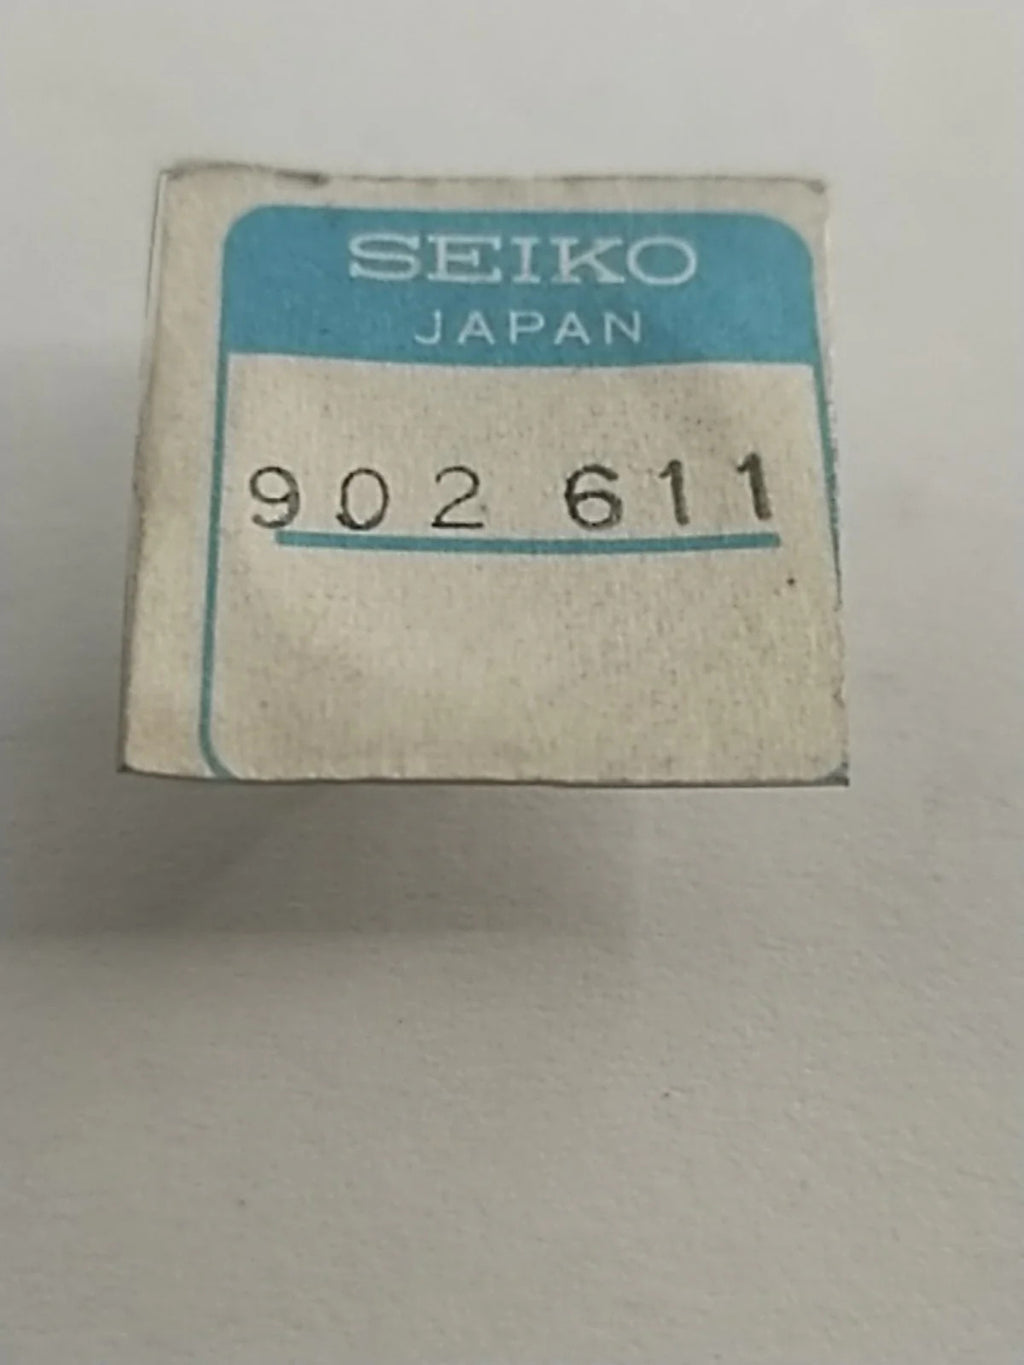 SEIKO
JAPAN
902 611